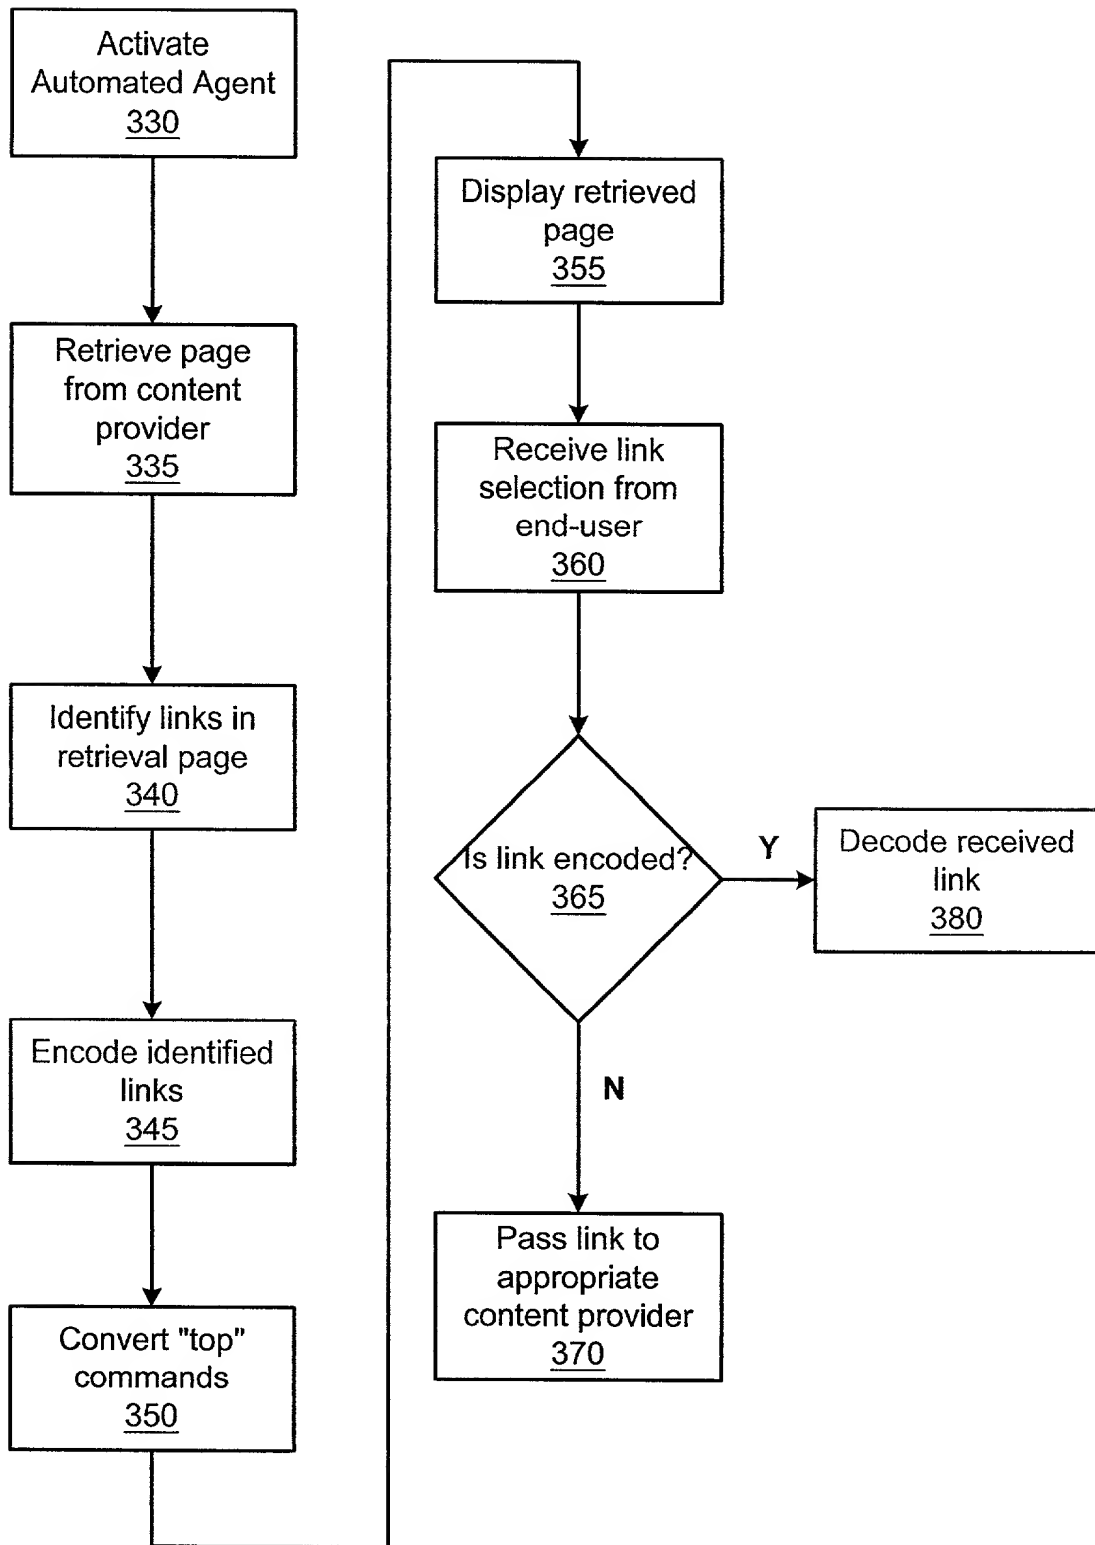 Activate
Automated Agent
330
Retrieve page
from content
provider
335
Identify links in
retrieval page
340
Encode identified
links
345
Convert "top"
commands
350
Display retrieved
page
355
Receive link
selection from
end-user
360
Is link encoded?
365
Y
Decode received
link
380
N
Pass link to
appropriate
content provider
370